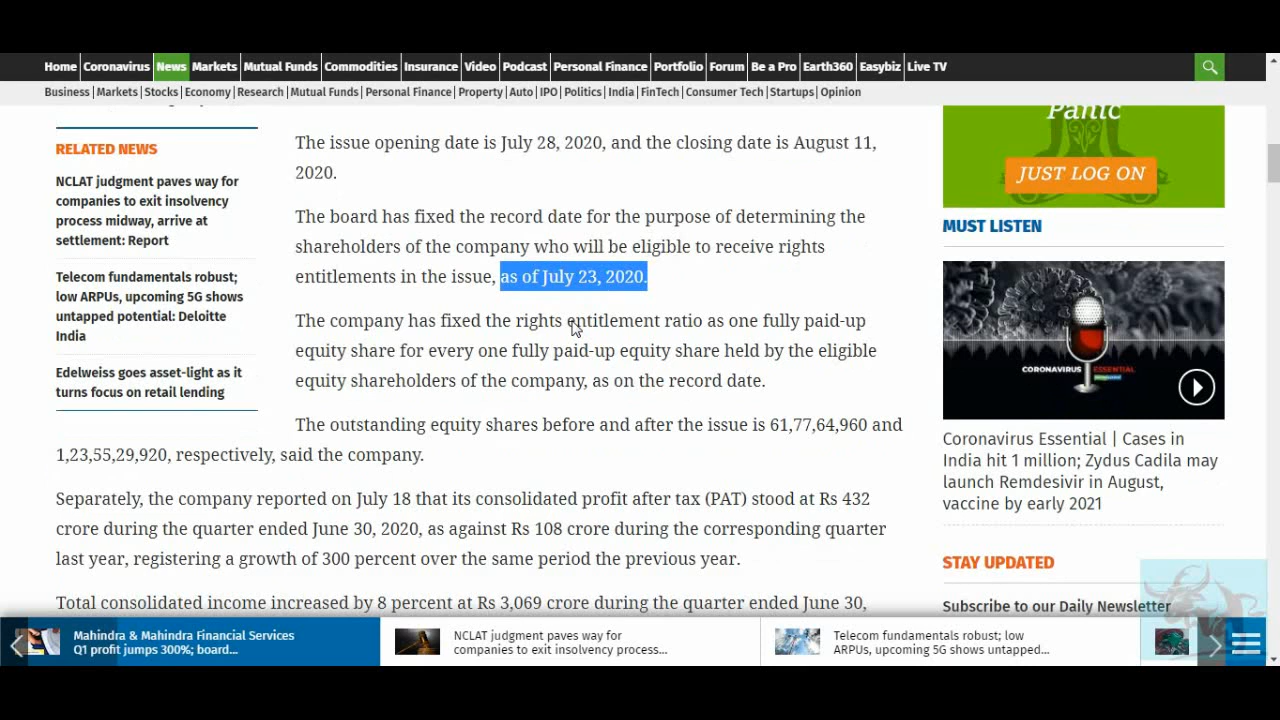 Home Coronavirus News Markets Mutual Funds Commodities Insurance Video Podcast Personal Finance Portfolio Forum Be a Pro Earth360 Easybiz Live TV
Business | Markets | Stocks | Economy | Research | Mutual Funds | Personal Finance | Property | Auto | IPO | Politics | India | FinTech | Consumer Tech | Startups | Opinion
RELATED NEWS
NCLAT judgment paves way for
companies to exit insolvency
process midway, arrive at
settlement: Report
Telecom fundamentals robust;
low ARPUs, upcoming 5G shows
untapped potential: Deloitte
India
Edelweiss goes asset-light as it
turns focus on retail lending
The issue opening date is July 28, 2020, and the closing date is August 11,
2020.
The board has fixed the record date for the purpose of determining the
shareholders of the company who will be eligible to receive rights
entitlements in the issue, as of July 23, 2020.
The company has fixed the rights entitlement ratio as one fully paid-up
equity share for every one fully paid-up equity share held by the eligible
equity shareholders of the company, as on the record date.
The outstanding equity shares before and after the issue is 61,77,64,960 and
1,23,55,29,920, respectively, said the company.
Separately, the company reported on July 18 that its consolidated profit after tax (PAT) stood at Rs 432
crore during the quarter ended June 30, 2020, as against Rs 108 crore during the corresponding quarter
last year, registering a growth of 300 percent over the same period the previous year.
Total consolidated income increased by 8 percent at Rs 3,069 crore during the quarter ended June 30,
Panic
JUST LOG ON
MUST LISTEN
CORONAVIRUS ESSENTIAL
Coronavirus Essential | Cases in
India hit 1 million; Zydus Cadila may
launch Remdesivir in August,
vaccine by early 2021
STAY UPDATED
Subscribe to our Daily Newsletter
Mahindra & Mahindra Financial Services
Q1 profit jumps 300%; board...
NCLAT judgment paves way for
companies to exit insolvency process...
Telecom fundamentals robust; low
ARPUs, upcoming 5G shows untapped...